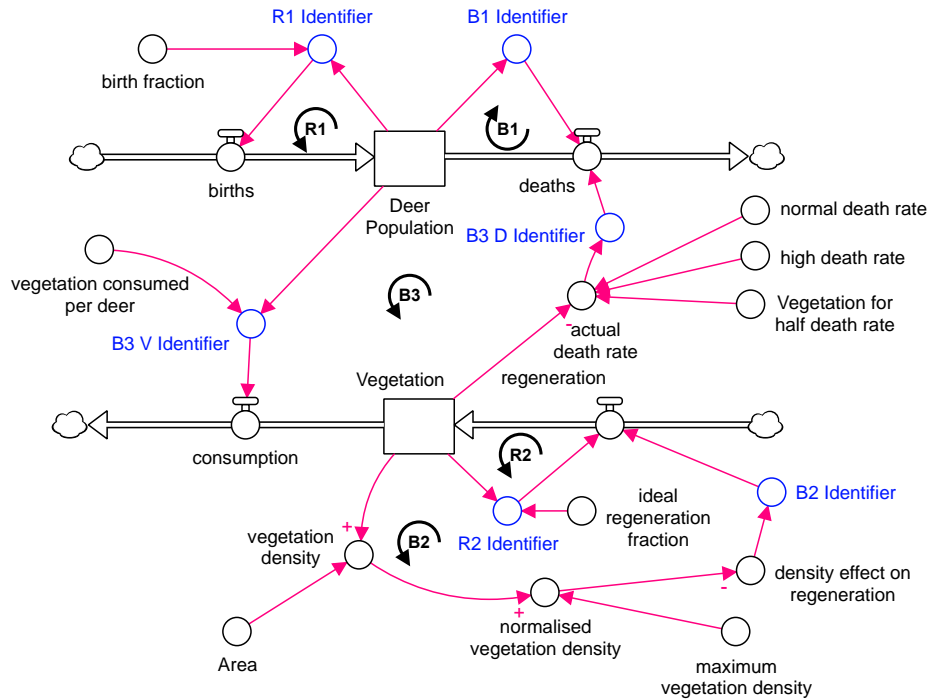 R1 Identifier
B1 Identifier
birth fraction
R1
B1
births
Deer
Population
deaths
normal death rate
B3 D Identifier
high death rate
vegetation consumed
per deer
B3
Vegetation for
half death rate
B3 V Identifier
-
actual
death rate
Vegetation
regeneration
consumption
R2
B2 Identifier
ideal
regeneration
fraction
+
vegetation
density
B2
R2 Identifier
density effect on
regeneration
-
+
normalised
vegetation density
Area
maximum
vegetation density